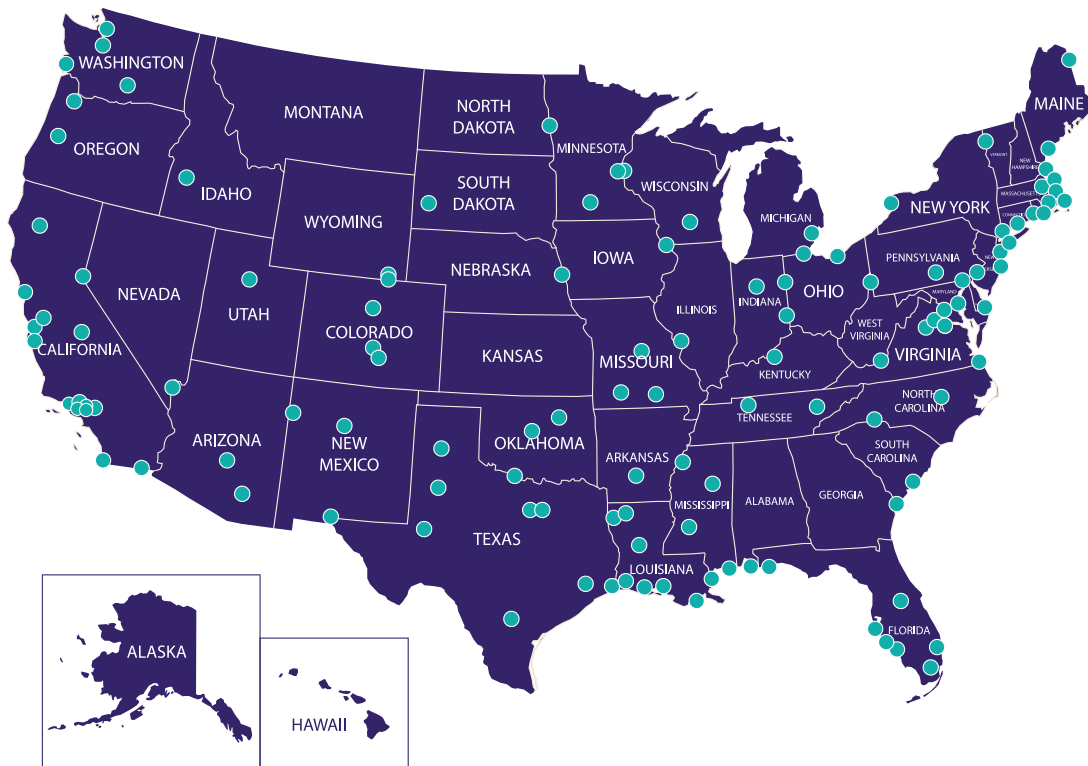 WASHINGTON
MONTANA
NORTH
DAKOTA
MINNESOTA
MAINE
OREGON
IDAHO
SOUTH
DAKOTA
WISCONSIN
VERMONT
NEW
HAMPSHIRE
WYOMING
MICHIGAN
NEW YORK
NEBRASKA
IOWA
PENNSYLVANIA
NEVADA
UTAH
COLORADO
ILLINOIS
INDIANA
OHIO
MARYLAND
CALIFORNIA
KANSAS
MISSOURI
WEST
VIRGINIA
VIRGINIA
KENTUCKY
ARIZONA
NEW
MEXICO
OKLAHOMA
ARKANSAS
TENNESSEE
NORTH
CAROLINA
SOUTH
CAROLINA
TEXAS
LOUISIANA
MISSISSIPPI
ALABAMA
GEORGIA
FLORIDA
ALASKA
HAWAII